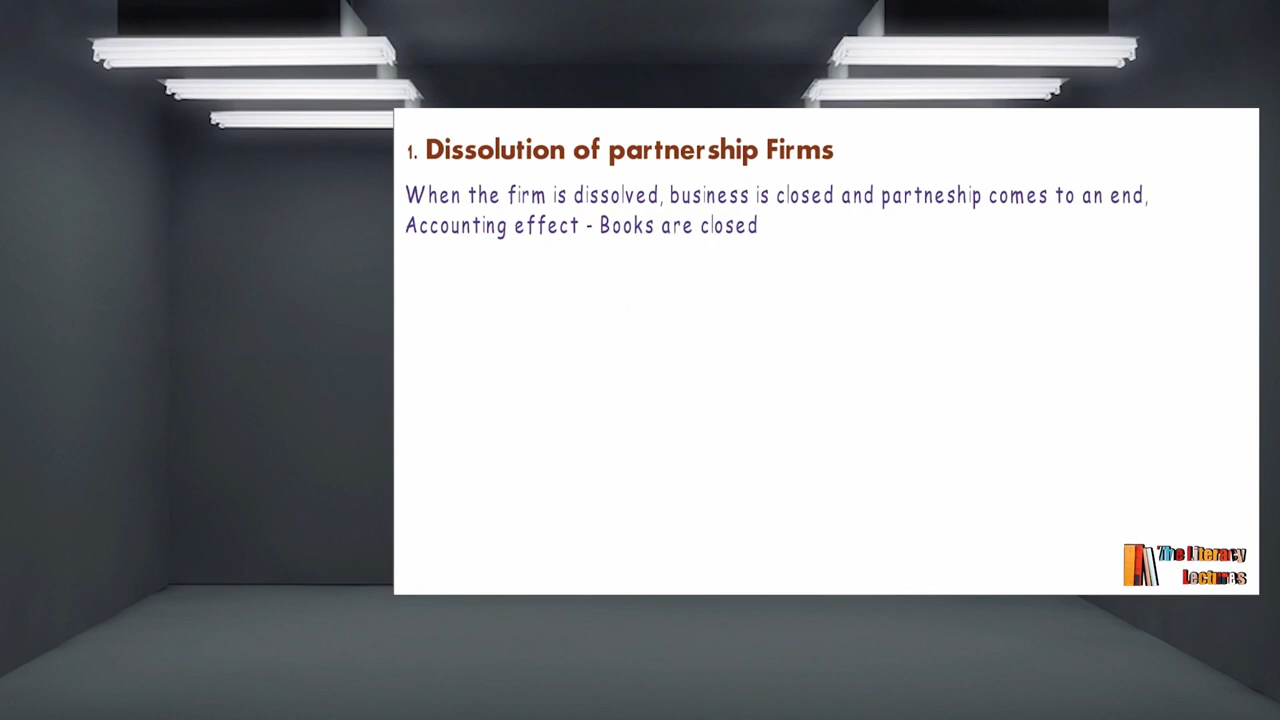 1. Dissolution of partnership Firms
When the firm is dissolved, business is closed and partneship comes to an end,
Accounting effect - Books are closed
The Literacy
Lectures